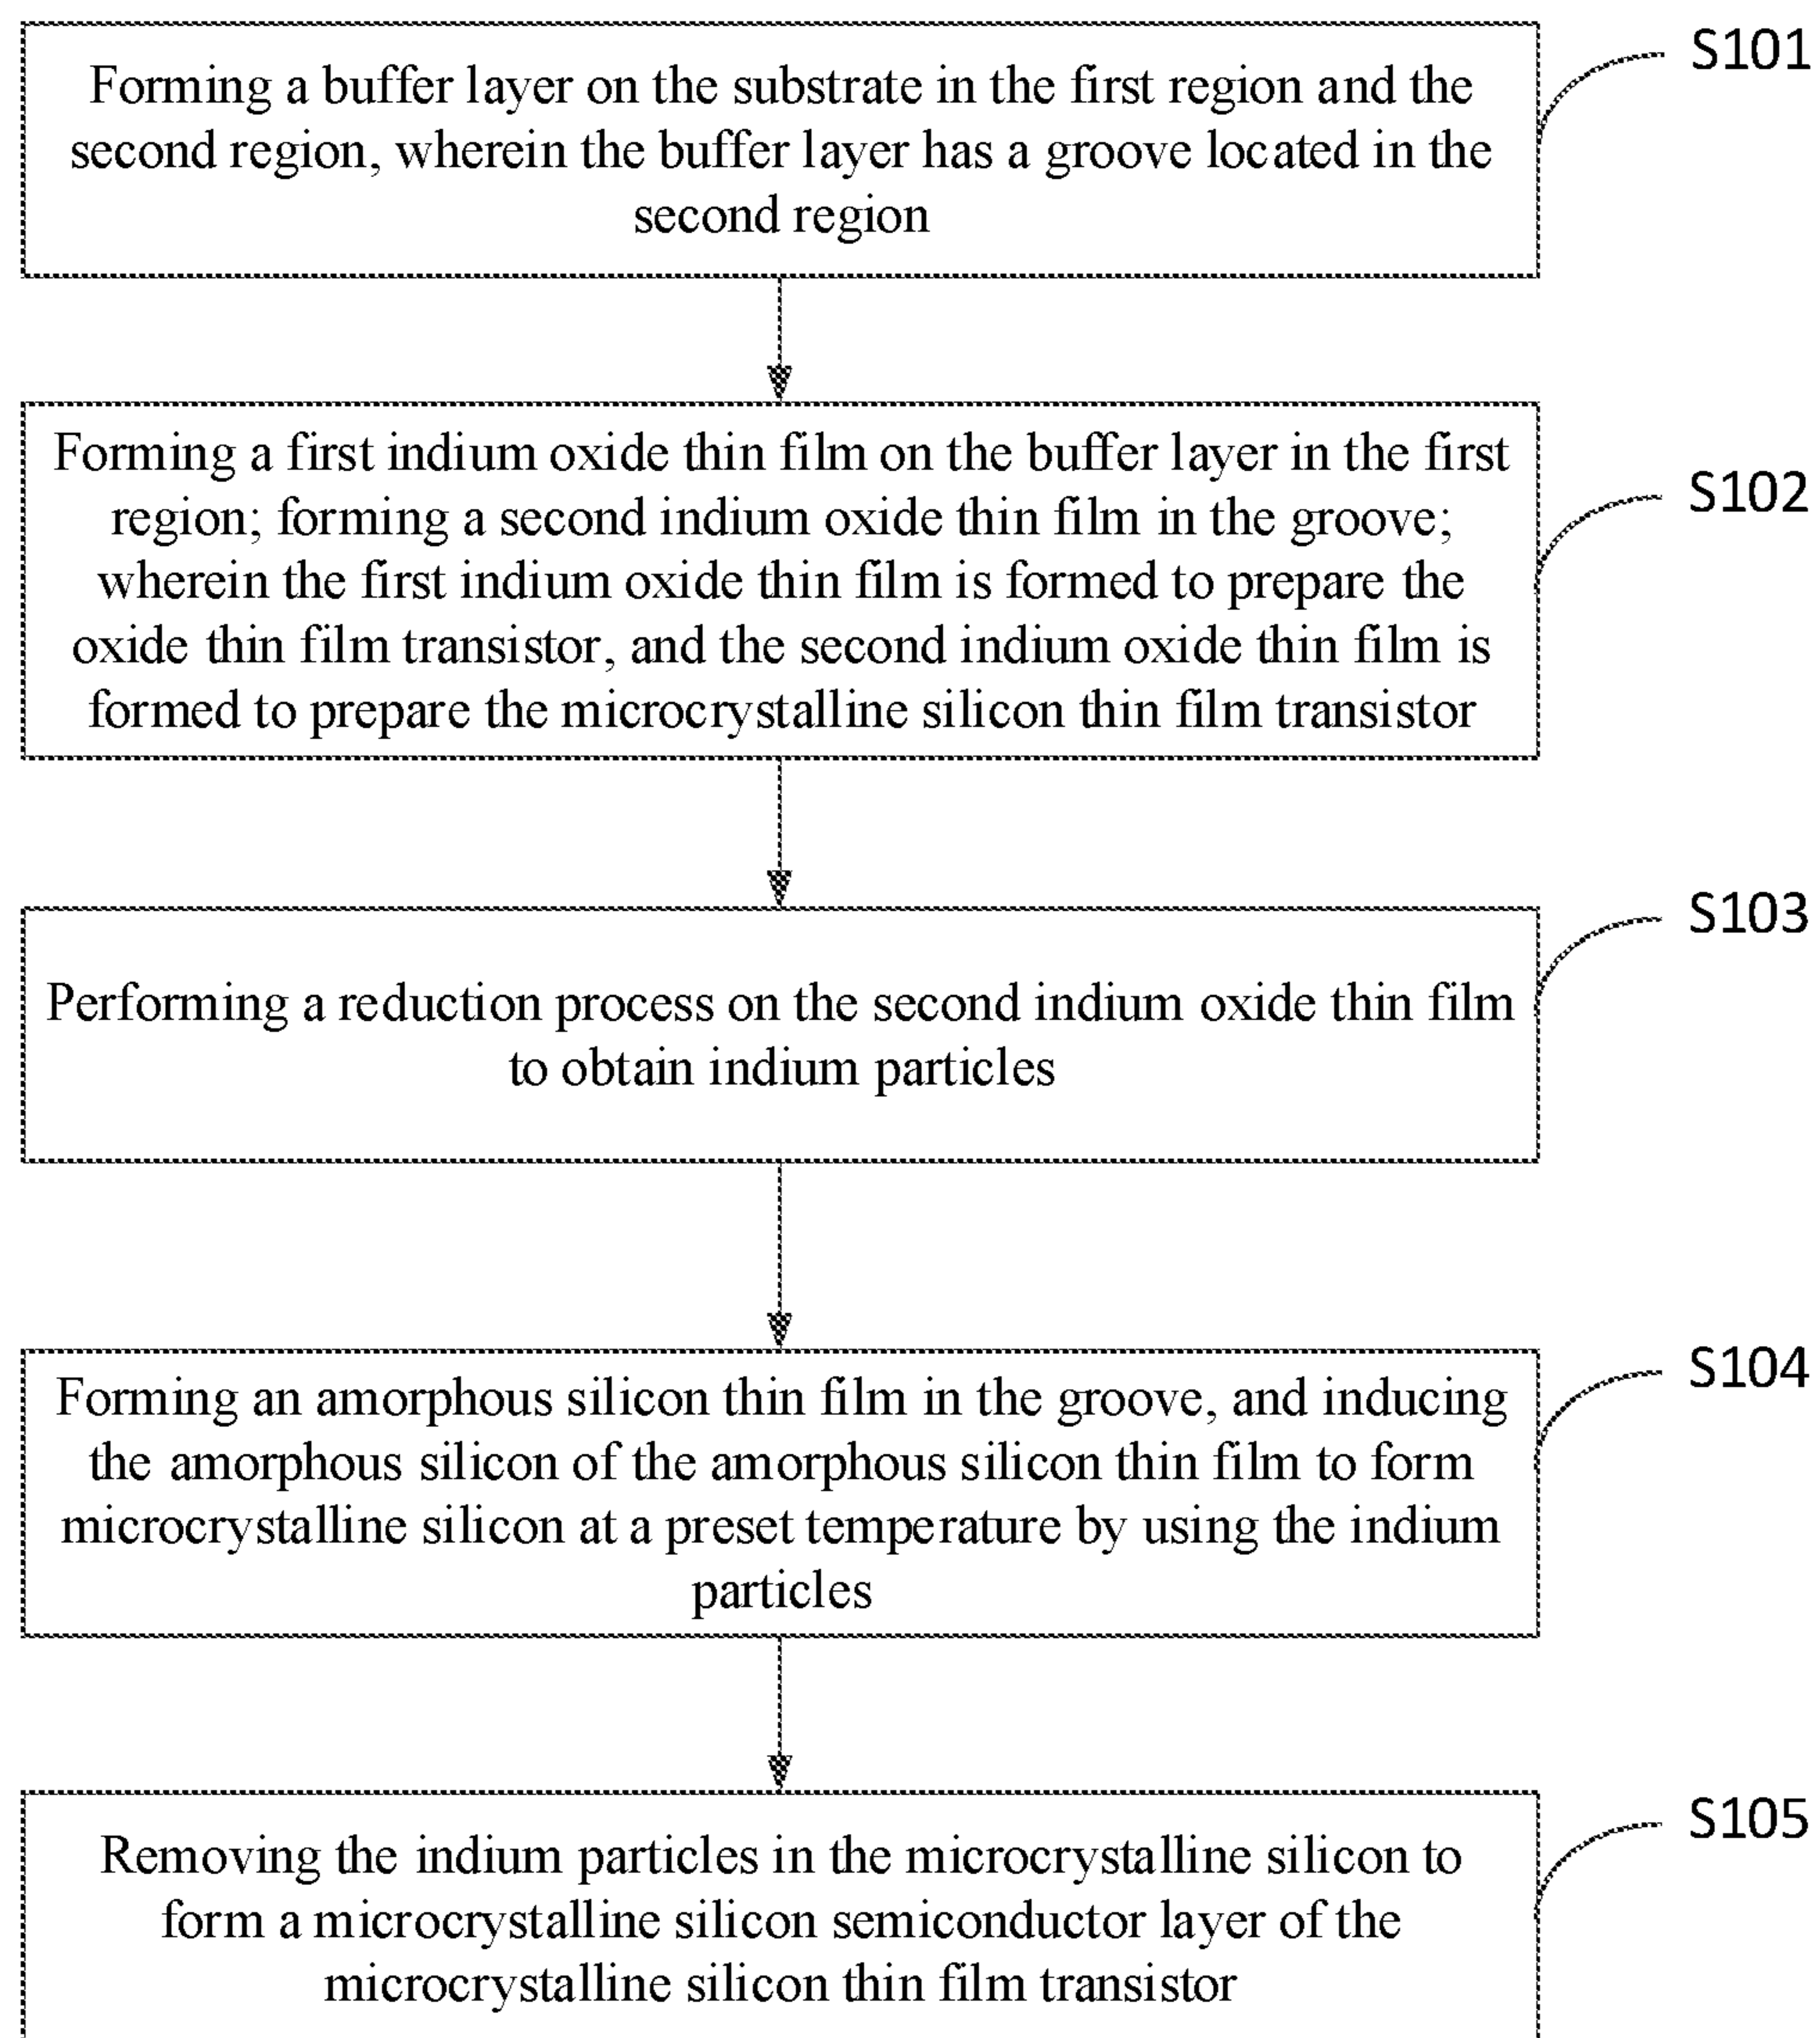 S101
Forming a buffer layer on the substrate in the first region and the
second region, wherein the buffer layer has a groove located in the
second region
S102
Forming a first indium oxide thin film on the buffer layer in the first
region; forming a second indium oxide thin film in the groove;
wherein the first indium oxide thin film is formed to prepare the
oxide thin film transistor, and the second indium oxide thin film is
formed to prepare the microcrystalline silicon thin film transistor
S103
Performing a reduction process on the second indium oxide thin film
to obtain indium particles
S104
Forming an amorphous silicon thin film in the groove, and inducing
the amorphous silicon of the amorphous silicon thin film to form
microcrystalline silicon at a preset temperature by using the indium
particles
S105
Removing the indium particles in the microcrystalline silicon to
form a microcrystalline silicon semiconductor layer of the
microcrystalline silicon thin film transistor